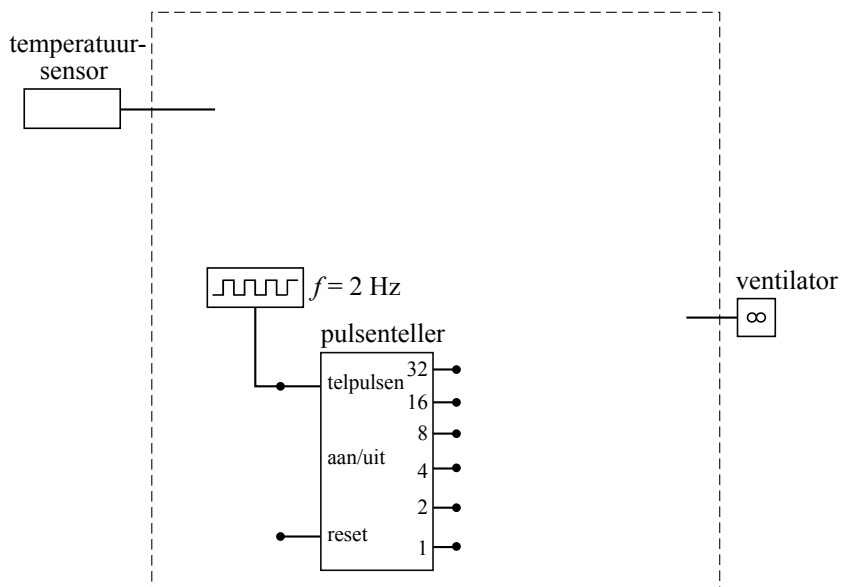 temperatuur-
sensor
f = 2 Hz
ventilator
pulsenteller
telpulsen
aan/uit
reset
32
16
8
4
2
1